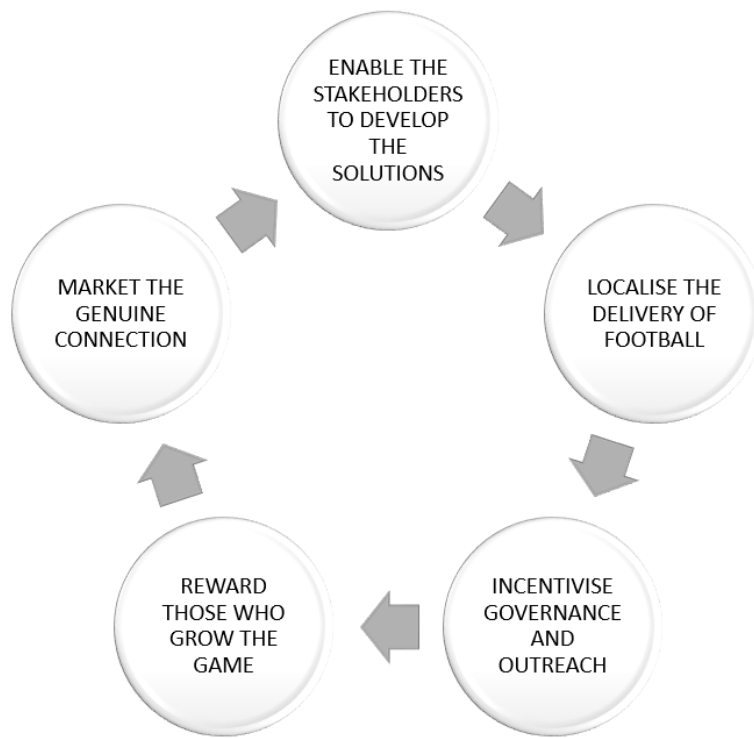 ENABLE THE
STAKEHOLDERS
TO DEVELOP
THE
SOLUTIONS
LOCALISE THE
DELIVERY OF
FOOTBALL
INCENTIVISE
GOVERNANCE
AND
OUTREACH
REWARD
THOSE WHO
GROW THE
GAME
MARKET THE
GENUINE
CONNECTION